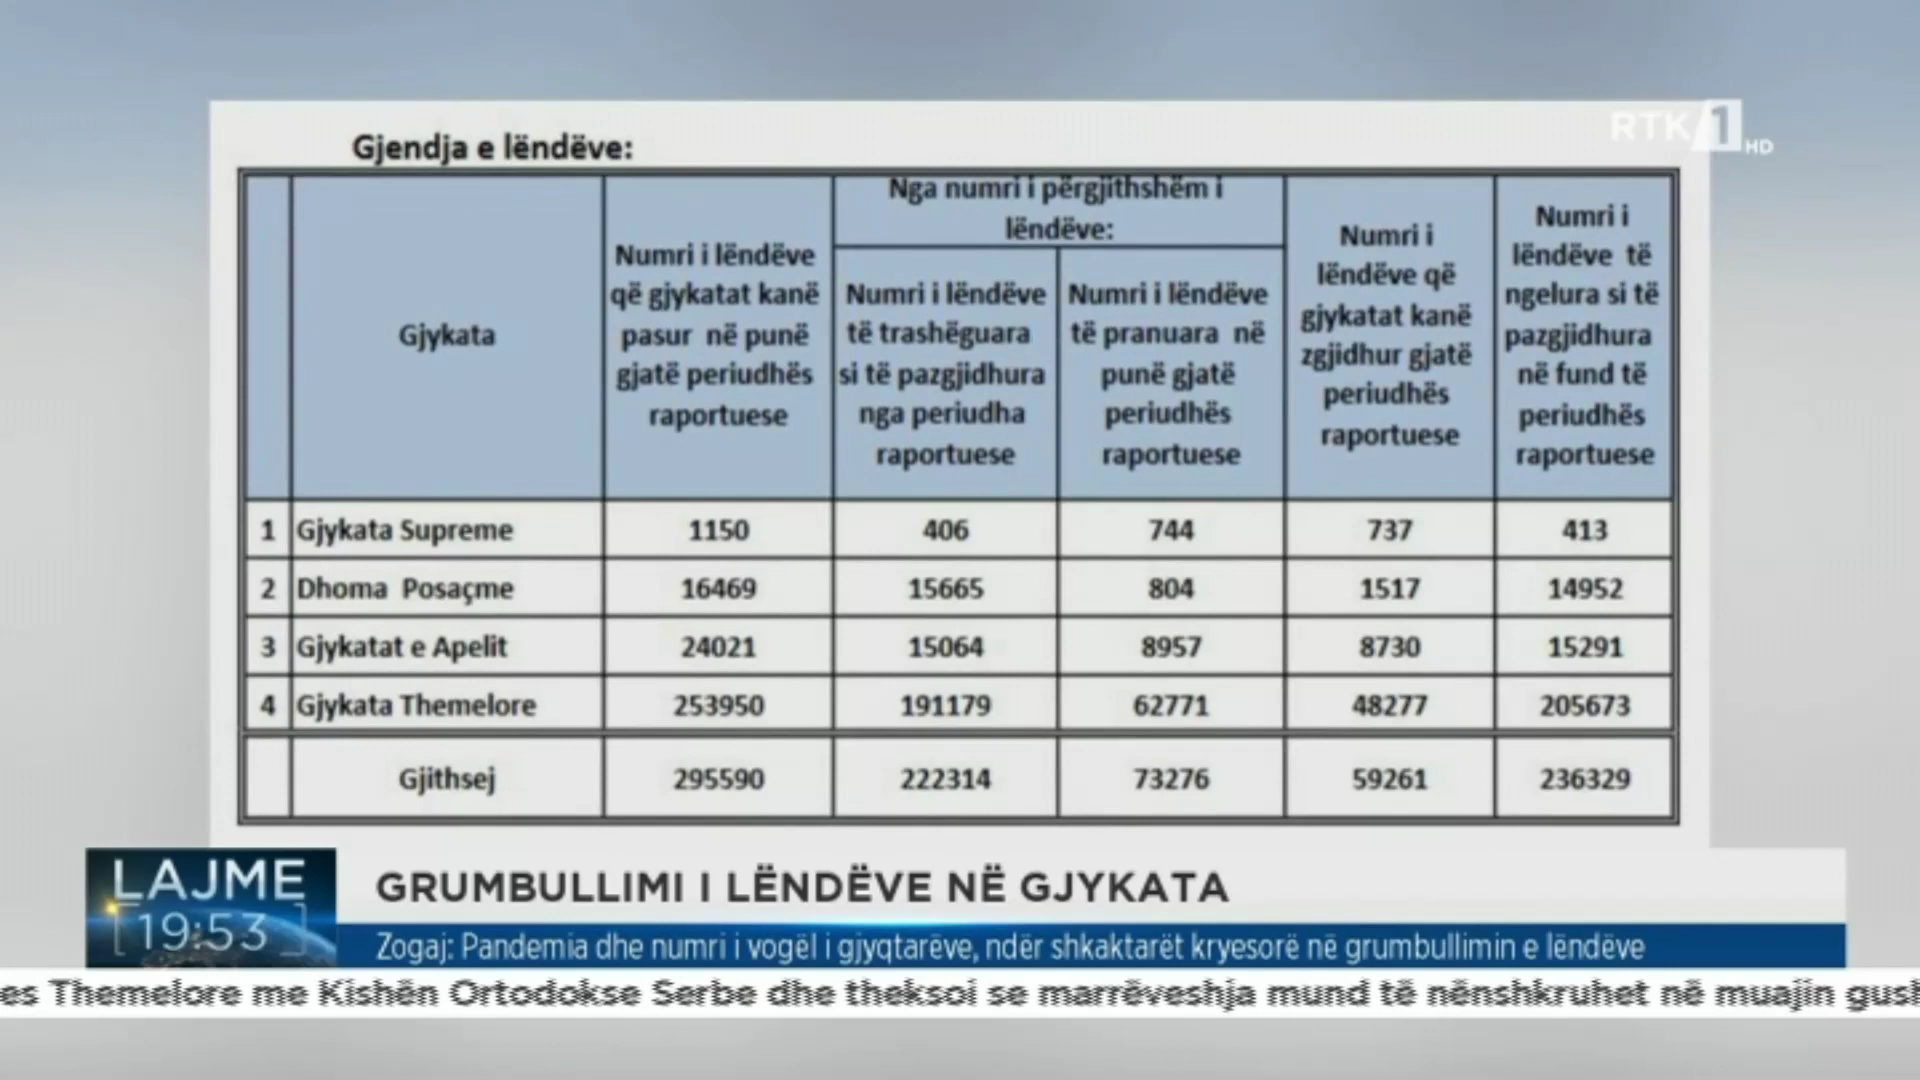 RTK 1 HD
Gjendja e lëndëve:
Gjykata
Numri i lëndëve
që gjykatat kanë
pasur në punë
gjatë periudhës
raportuese
Nga numri i përgjithshëm i
lëndëve:
Numri i lëndëve
të trashëguara
si të pazgjidhura
nga periudha
raportuese
Numri i lëndëve
të pranuara në
punë gjatë
periudhës
raportuese
Numri i
lëndëve që
gjykatat kanë
zgjidhur gjatë
periudhës
raportuese
Numri i
lëndëve të
ngelura si të
pazgjidhura
në fund të
periudhës
raportuese
1 Gjykata Supreme 1150 406 744 737 413
2 Dhoma Posaçme 16469 15665 804 1517 14952
3 Gjykatat e Apelit 24021 15064 8957 8730 15291
4 Gjykata Themelore 253950 191179 62771 48277 205673
Gjithsej 295590 222314 73276 59261 236329
LAJME
19:53
GRUMBULLIMI I LËNDËVE NË GJYKATA
Zogaj: Pandemia dhe numri i vogël i gjyqtarëve, ndër shkaktarët kryesorë në grumbullimin e lëndëve
es Themelore me Kishën Ortodokse Serbe dhe theksoi se marrëveshja mund të nënshkruhet në muajin gush